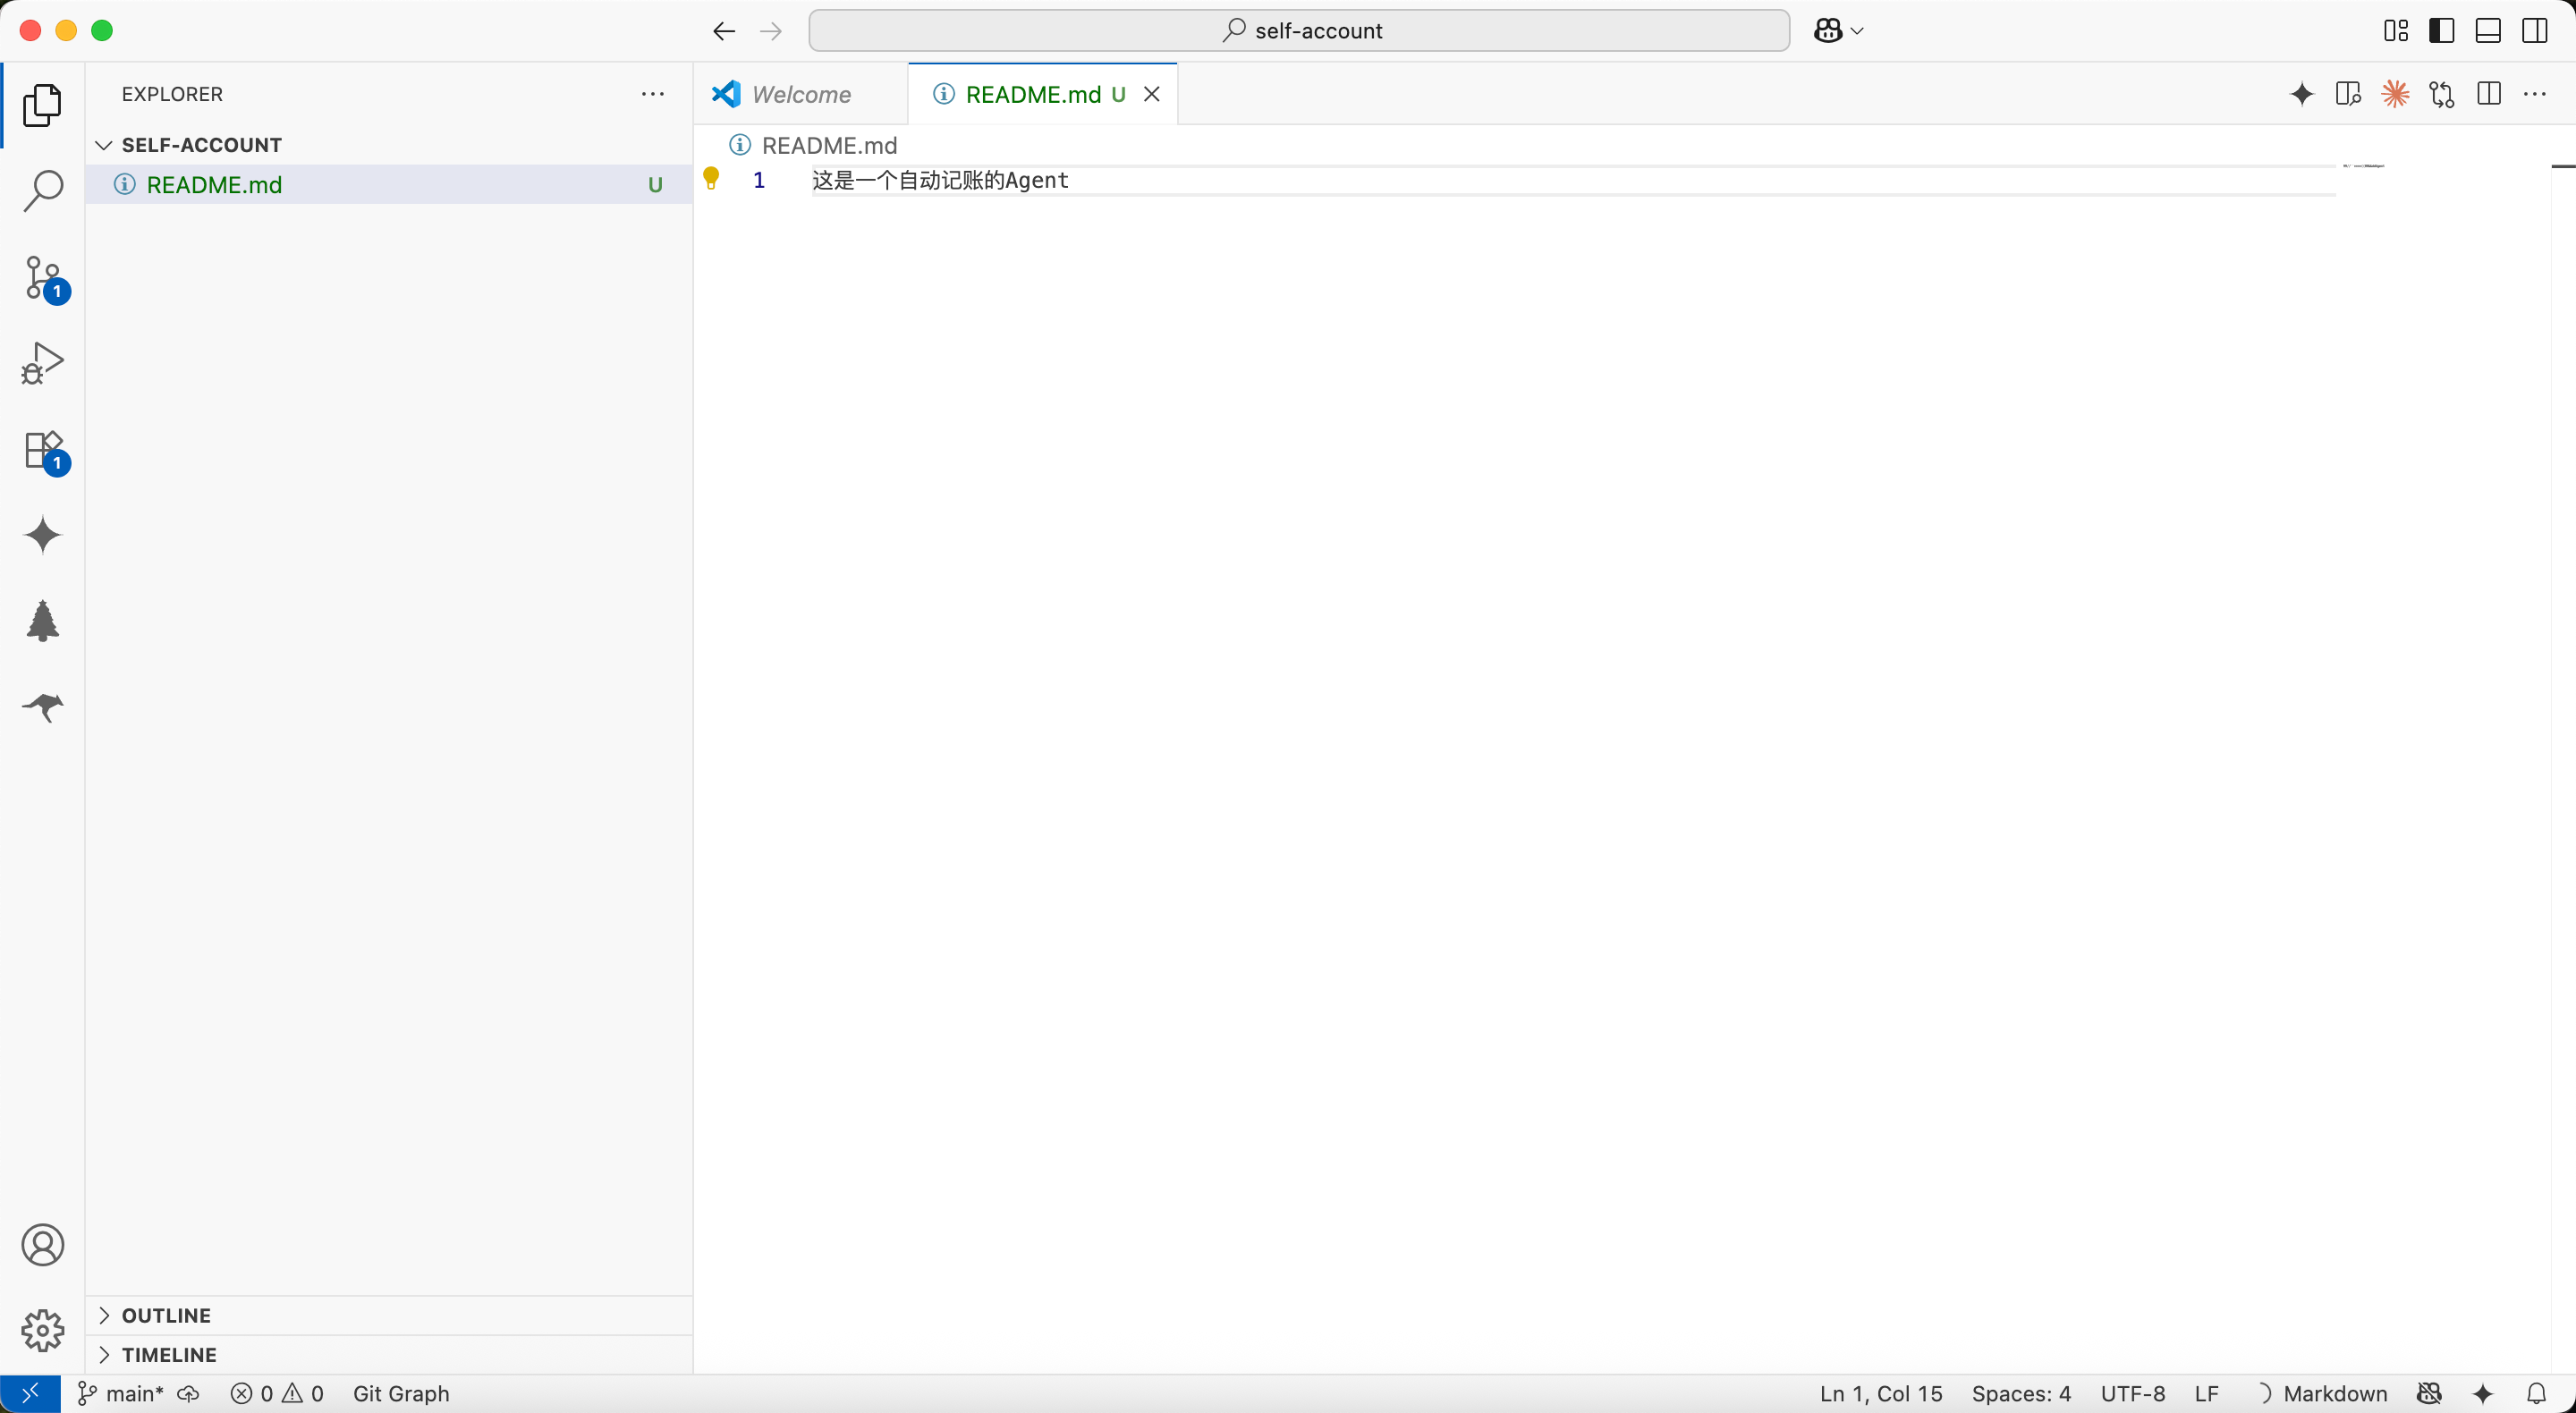 self-account
EXPLORER
SELF-ACCOUNT
README.md U
1
1
OUTLINE
TIMELINE
Welcome
README.md U
README.md
1 这是一个自动记账的Agent
main* 0 0 Git Graph
Ln 1, Col 15 Spaces: 4 UTF-8 LF Markdown